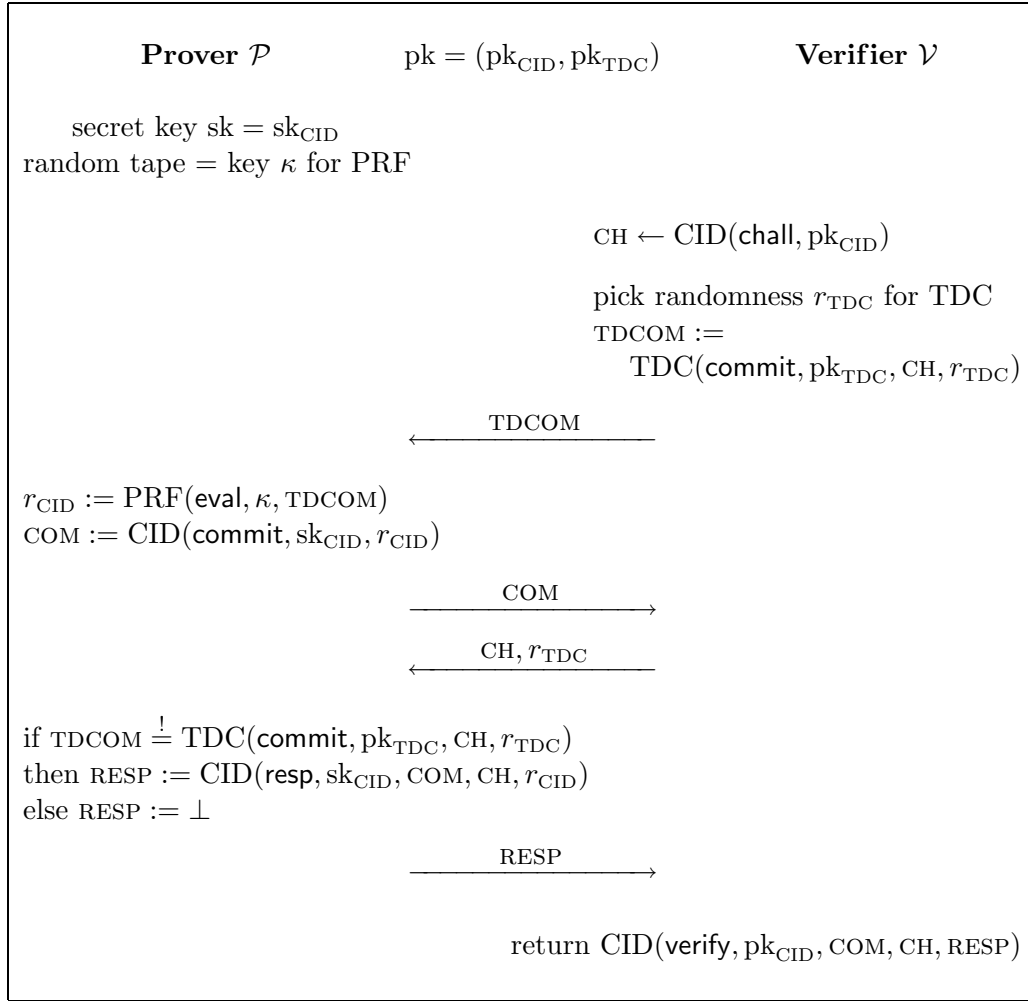 Prover 𝒫 pk = (pk_CID, pk_TDC) Verifier 𝒱
secret key sk = sk_CID
random tape = key κ for PRF
CH ← CID(chall, pk_CID)
pick randomness r_TDC for TDC
TDCOM :=
TDC(commit, pk_TDC, CH, r_TDC)
TDCOM
r_CID := PRF(eval, κ, TDCOM)
COM := CID(commit, sk_CID, r_CID)
COM
CH, r_TDC
if TDCOM =! TDC(commit, pk_TDC, CH, r_TDC)
then RESP := CID(resp, sk_CID, COM, CH, r_CID)
else RESP := ⊥
RESP
return CID(verify, pk_CID, COM, CH, RESP)